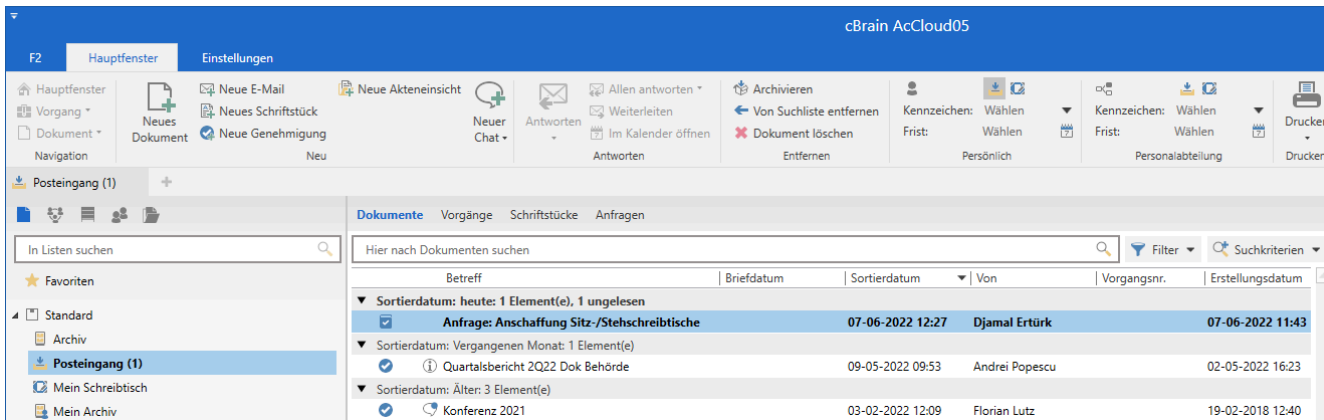 cBrain AcCloud05
F2 Hauptfenster Einstellungen
Hauptfenster Neue E-Mail Neue Akteneinsicht Allen antworten Archivieren
Vorgang Neues Dokument Neues Schriftstück Neuer Chat Antworten Weiterleiten Von Suchliste entfernen Kennzeichen: Wählen Kennzeichen: Wählen Drucken
Dokument Neue Genehmigung Im Kalender öffnen Dokument löschen Frist: Wählen Frist: Wählen
Navigation Neu Antworten Entfernen Persönlich Personalabteilung Drucken
Posteingang (1) +
Dokumente Vorgänge Schriftstücke Anfragen
In Listen suchen Hier nach Dokumenten suchen Filter Suchkriterien
Favoriten Betreff Briefdatum Sortierdatum Von Vorgangsnr. Erstellungsdatum
Sortierdatum: heute: 1 Element(e), 1 ungelesen
Standard Anfrage: Anschaffung Sitz-/Stehschreibtische 07-06-2022 12:27 Djamal Ertürk 07-06-2022 11:43
Archiv Sortierdatum: Vergangenen Monat: 1 Element(e)
Posteingang (1) Quartalsbericht 2Q22 Dok Behörde 09-05-2022 09:53 Andrei Popescu 02-05-2022 16:23
Mein Schreibtisch Sortierdatum: Älter: 3 Element(e)
Mein Archiv Konferenz 2021 03-02-2022 12:09 Florian Lutz 19-02-2018 12:40